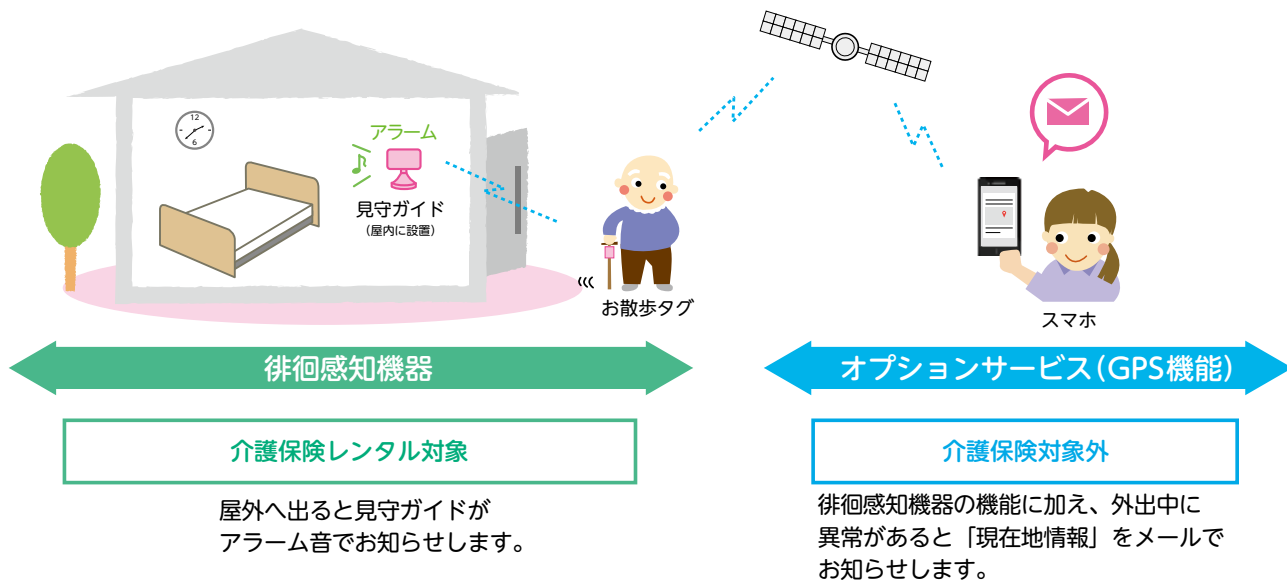 12
6
アラーム
見守ガイド
(屋内に設置)
お散歩タグ
スマホ
徘徊感知機器
オプションサービス(GPS機能)
介護保険レンタル対象
介護保険対象外
屋外へ出ると見守ガイドが
アラーム音でお知らせします。
徘徊感知機器の機能に加え、外出中に
異常があると「現在地情報」をメールで
お知らせします。